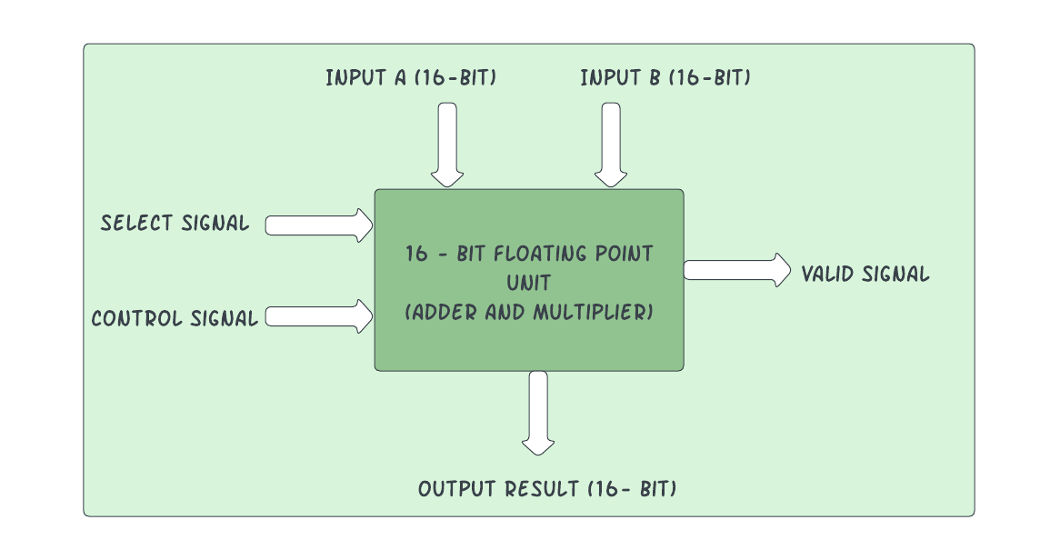 INPUT A (16-BIT)
INPUT B (16-BIT)
SELECT SIGNAL
CONTROL SIGNAL
16 - BIT FLOATING POINT
UNIT
(ADDER AND MULTIPLIER)
VALID SIGNAL
OUTPUT RESULT (16- BIT)